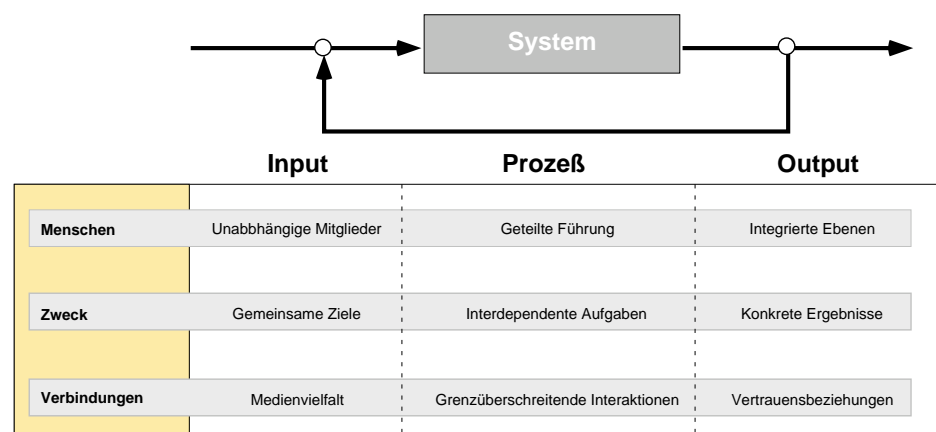 System
Input Prozeß Output
Menschen Unabbhängige Mitglieder Geteilte Führung Integrierte Ebenen
Zweck Gemeinsame Ziele Interdependente Aufgaben Konkrete Ergebnisse
Verbindungen Medienvielfalt Grenzüberschreitende Interaktionen Vertrauensbeziehungen